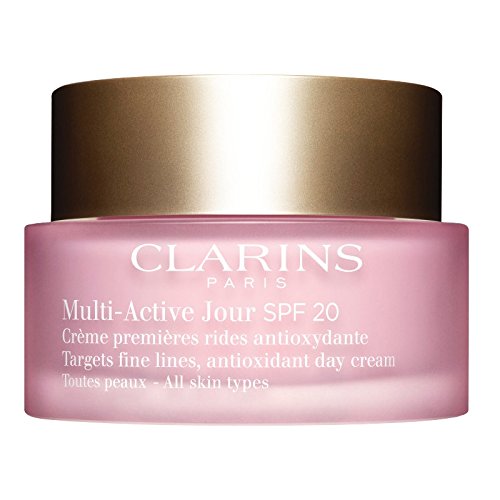 CLARINS
PARIS
Multi-Active Jour SPF 20
Crème premières rides antioxydante
Targets fine lines, antioxidant day cream
Toutes peaux - All skin types